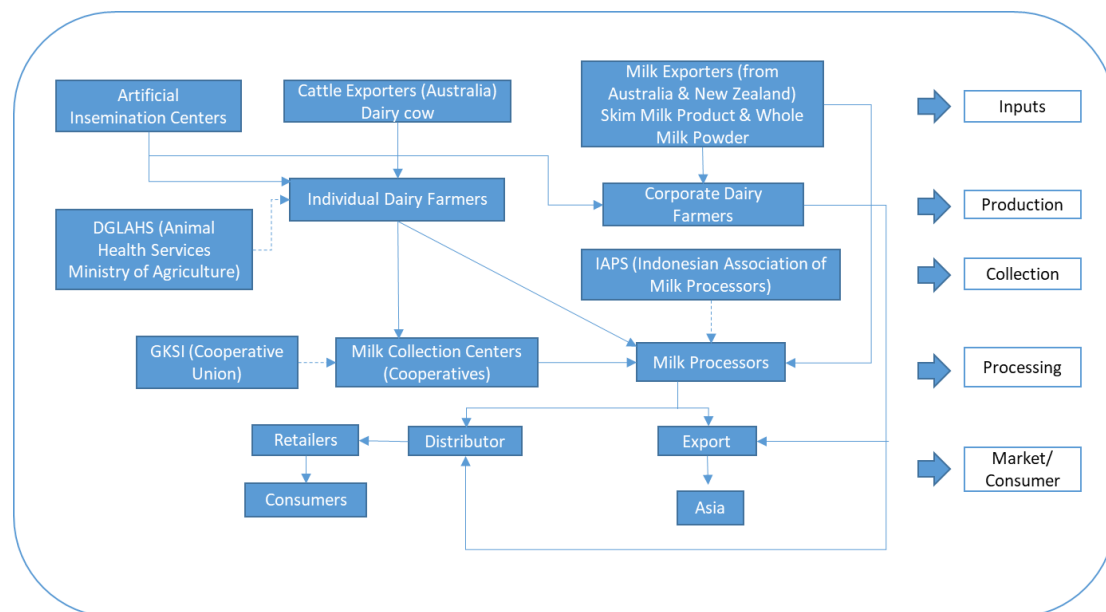 Artificial
Insemination Centers
Cattle Exporters (Australia)
Dairy cow
Milk Exporters (from
Australia & New Zealand)
Skim Milk Product & Whole
Milk Powder
Inputs
Individual Dairy Farmers
Corporate Dairy
Farmers
Production
DGLAHS (Animal
Health Services
Ministry of Agriculture)
IAPS (Indonesian Association of
Milk Processors)
Collection
GKSI (Cooperative
Union)
Milk Collection Centers
(Cooperatives)
Milk Processors
Processing
Retailers
Distributor
Export
Market/
Consumer
Consumers
Asia